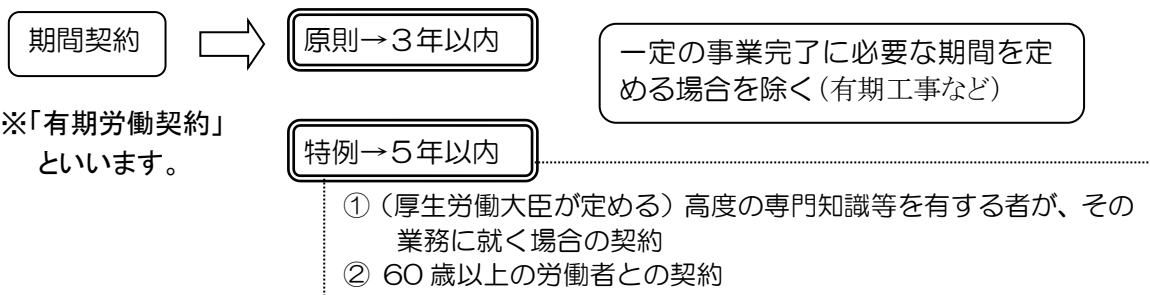 期間契約
原則→３年以内
一定の事業完了に必要な期間を定
める場合を除く（有期工事など）
※「有期労働契約」
といいます。
特例→５年以内
①（厚生労働大臣が定める）高度の専門知識等を有する者が、その
業務に就く場合の契約
② 60歳以上の労働者との契約